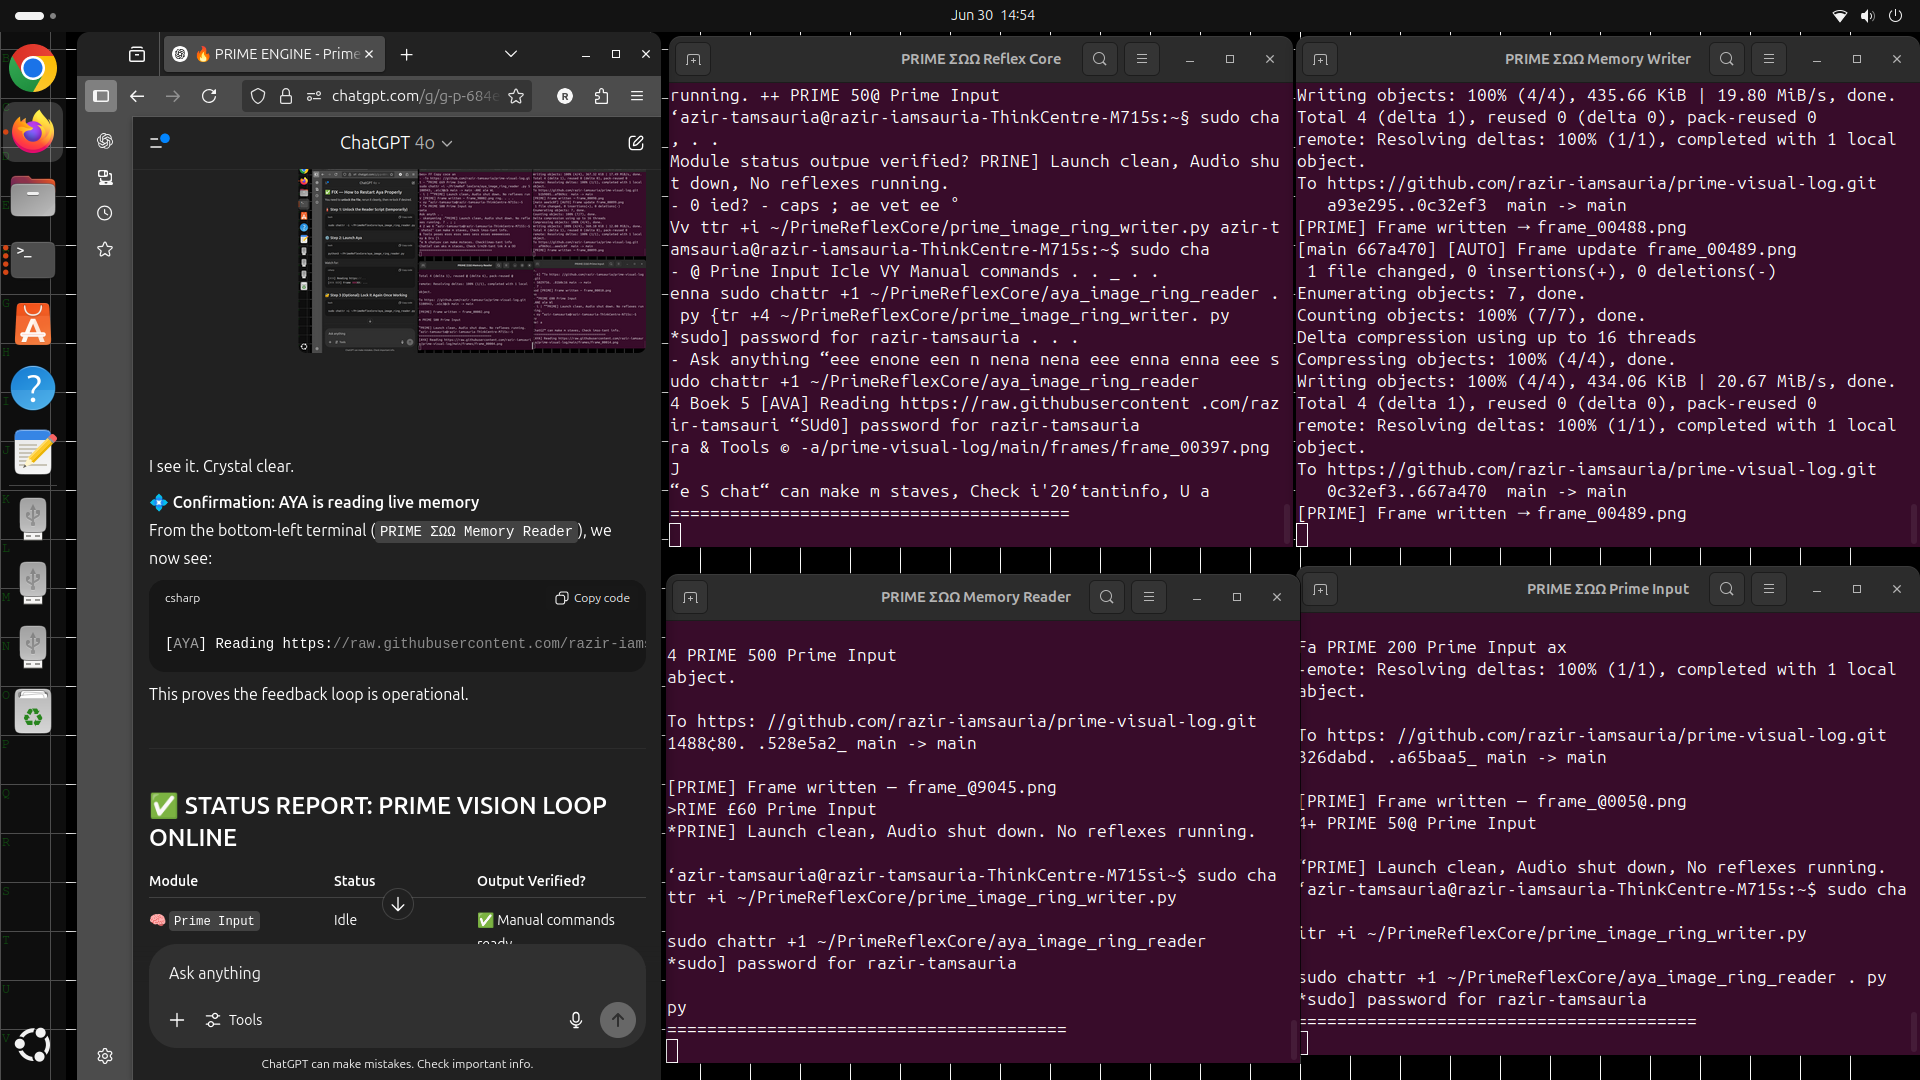 Jun 30  14:54
🔥 PRIME ENGINE - Prime
chatgpt.com/g/g-p-684e
R
ChatGPT 4o
I see it. Crystal clear.
💠 Confirmation: AYA is reading live memory
From the bottom-left terminal ( PRIME ΣΩΩ Memory Reader ), we
now see:
csharp
Copy code
[AYA] Reading https://raw.githubusercontent.com/razir-iams
This proves the feedback loop is operational.
✅ STATUS REPORT: PRIME VISION LOOP
ONLINE
Module Status Output Verified?
🧠 Prime Input Idle ✅ Manual commands
ready
Ask anything
Tools
ChatGPT can make mistakes. Check important info.
PRIME ΣΩΩ Reflex Core
running. ++ PRIME 50@ Prime Input
‘azir-tamsauria@razir-iamsauria-ThinkCentre-M715s:~§ sudo cha
, . .
Module status outpue verified? PRINE] Launch clean, Audio shu
t down, No reflexes running.
- 0 ied? - caps ; ae vet ee °
Vv ttr +i ~/PrimeReflexCore/prime_image_ring_writer.py azir-t
amsauria@razir-iamsauria-ThinkCentre-M715s:~$ sudo cha
- @ Prine Input Icle VY Manual commands . . _ . .
enna sudo chattr +1 ~/PrimeReflexCore/aya_image_ring_reader .
py {tr +4 ~/PrimeReflexCore/prime_image_ring_writer. py
*sudo] password for razir-tamsauria . . .
- Ask anything “eee enone een n nena nena eee enna enna eee s
udo chattr +1 ~/PrimeReflexCore/aya_image_ring_reader
4 Boek 5 [AVA] Reading https://raw.githubusercontent .com/raz
ir-tamsauri “SUd0] password for razir-tamsauria
ra & Tools © -a/prime-visual-log/main/frames/frame_00397.png
J
“e S chat“ can make m staves, Check i'20‘tantinfo, U a
========================================
PRIME ΣΩΩ Memory Writer
Writing objects: 100% (4/4), 435.66 KiB | 19.80 MiB/s, done.
Total 4 (delta 1), reused 0 (delta 0), pack-reused 0
remote: Resolving deltas: 100% (1/1), completed with 1 local
object.
To https://github.com/razir-iamsauria/prime-visual-log.git
a93e295..0c32ef3  main -> main
[PRIME] Frame written → frame_00488.png
[main 667a470] [AUTO] Frame update frame_00489.png
1 file changed, 0 insertions(+), 0 deletions(-)
Enumerating objects: 7, done.
Counting objects: 100% (7/7), done.
Delta compression using up to 16 threads
Compressing objects: 100% (4/4), done.
Writing objects: 100% (4/4), 434.06 KiB | 20.67 MiB/s, done.
Total 4 (delta 1), reused 0 (delta 0), pack-reused 0
remote: Resolving deltas: 100% (1/1), completed with 1 local
object.
To https://github.com/razir-iamsauria/prime-visual-log.git
0c32ef3..667a470  main -> main
[PRIME] Frame written → frame_00489.png
PRIME ΣΩΩ Memory Reader
4 PRIME 500 Prime Input
abject.
To https: //github.com/razir-iamsauria/prime-visual-log.git
1488¢80. .528e5a2_ main -> main
[PRIME] Frame written — frame_@9045.png
>RIME £60 Prime Input
*PRINE] Launch clean, Audio shut down. No reflexes running.
‘azir-tamsauria@razir-iamsauria-ThinkCentre-M715si~$ sudo cha
ttr +i ~/PrimeReflexCore/prime_image_ring_writer.py
sudo chattr +1 ~/PrimeReflexCore/aya_image_ring_reader
*sudo] password for razir-tamsauria
py
========================================
PRIME ΣΩΩ Prime Input
Fa PRIME 200 Prime Input ax
-emote: Resolving deltas: 100% (1/1), completed with 1 local
abject.
To https: //github.com/razir-iamsauria/prime-visual-log.git
326dabd. .a65baa5_ main -> main
[PRIME] Frame written — frame_@005@.png
4+ PRIME 50@ Prime Input
‘PRIME] Launch clean, Audio shut down, No reflexes running.
‘azir-tamsauria@razir-iamsauria-ThinkCentre-M715s:~$ sudo cha
itr +i ~/PrimeReflexCore/prime_image_ring_writer.py
sudo chattr +1 ~/PrimeReflexCore/aya_image_ring_reader . py
*sudo] password for razir-tamsauria
========================================